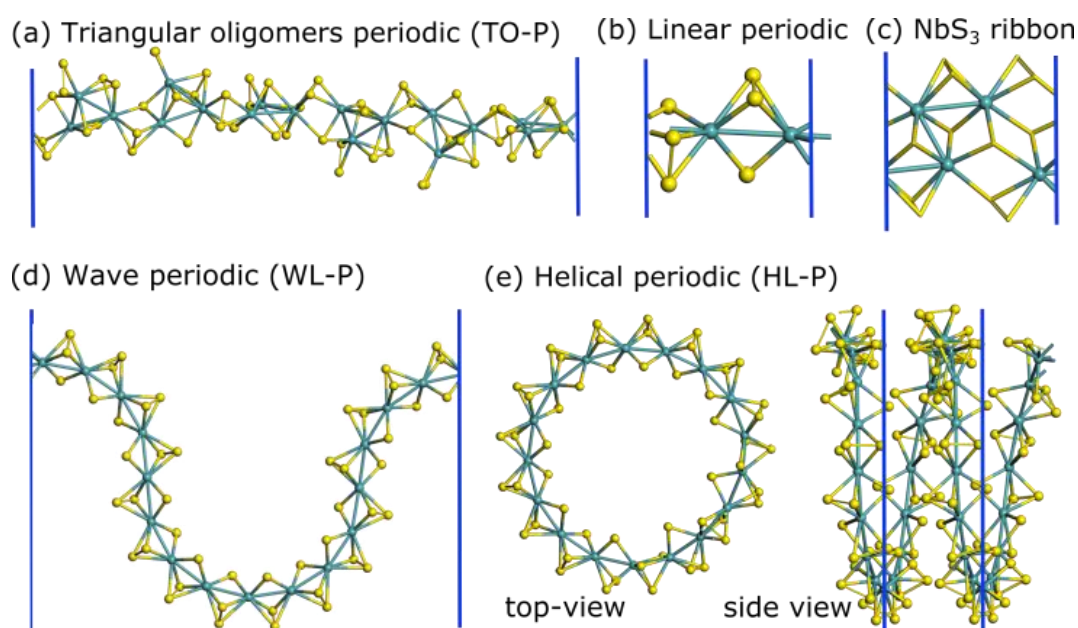 (a) Triangular oligomers periodic (TO-P)
(b) Linear periodic
(c) NbS₃ ribbon
(d) Wave periodic (WL-P)
(e) Helical periodic (HL-P)
top-view
side view